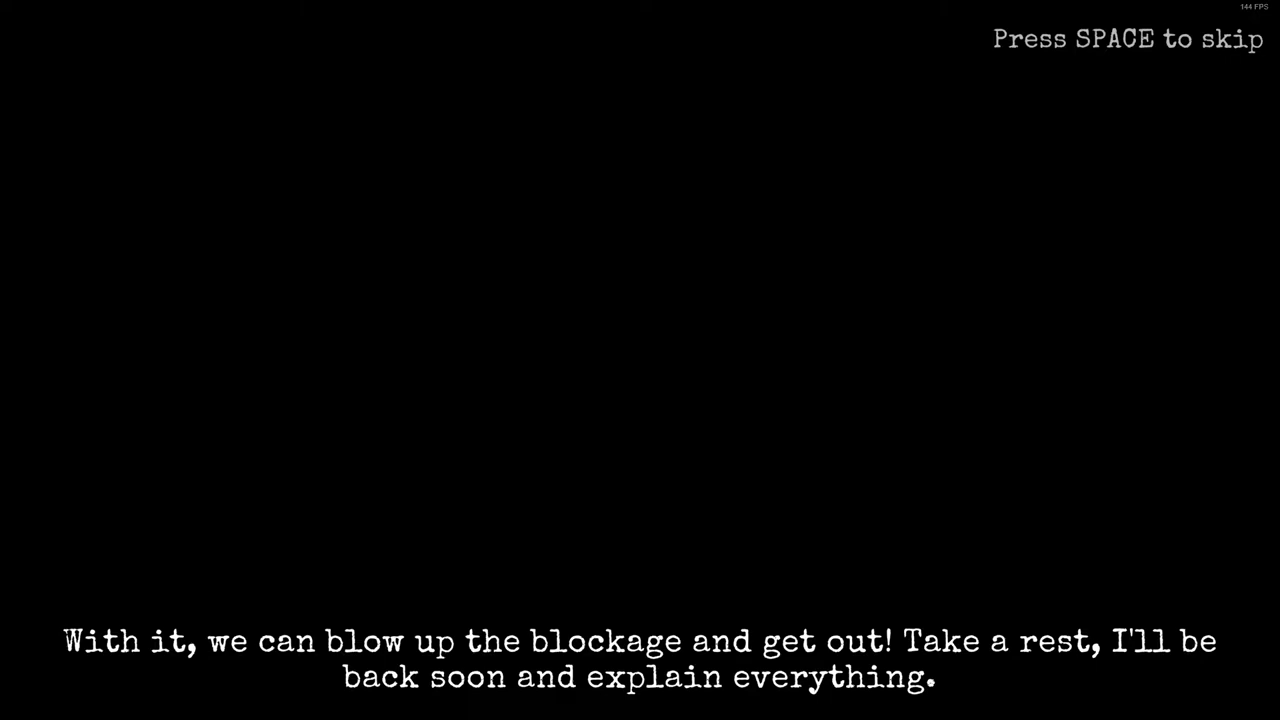 144 FPS
Press SPACE to skip
With it, we can blow up the blockage and get out! Take a rest, I'll be
back soon and explain everything.